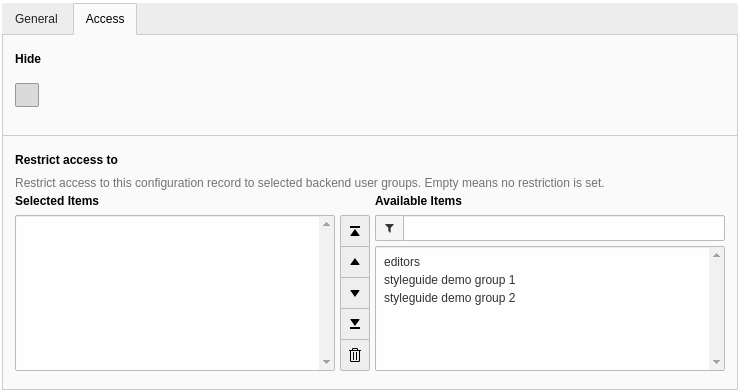 General
Access
Hide
Restrict access to
Restrict access to this configuration record to selected backend user groups. Empty means no restriction is set.
Selected Items
Available Items
editors
styleguide demo group 1
styleguide demo group 2